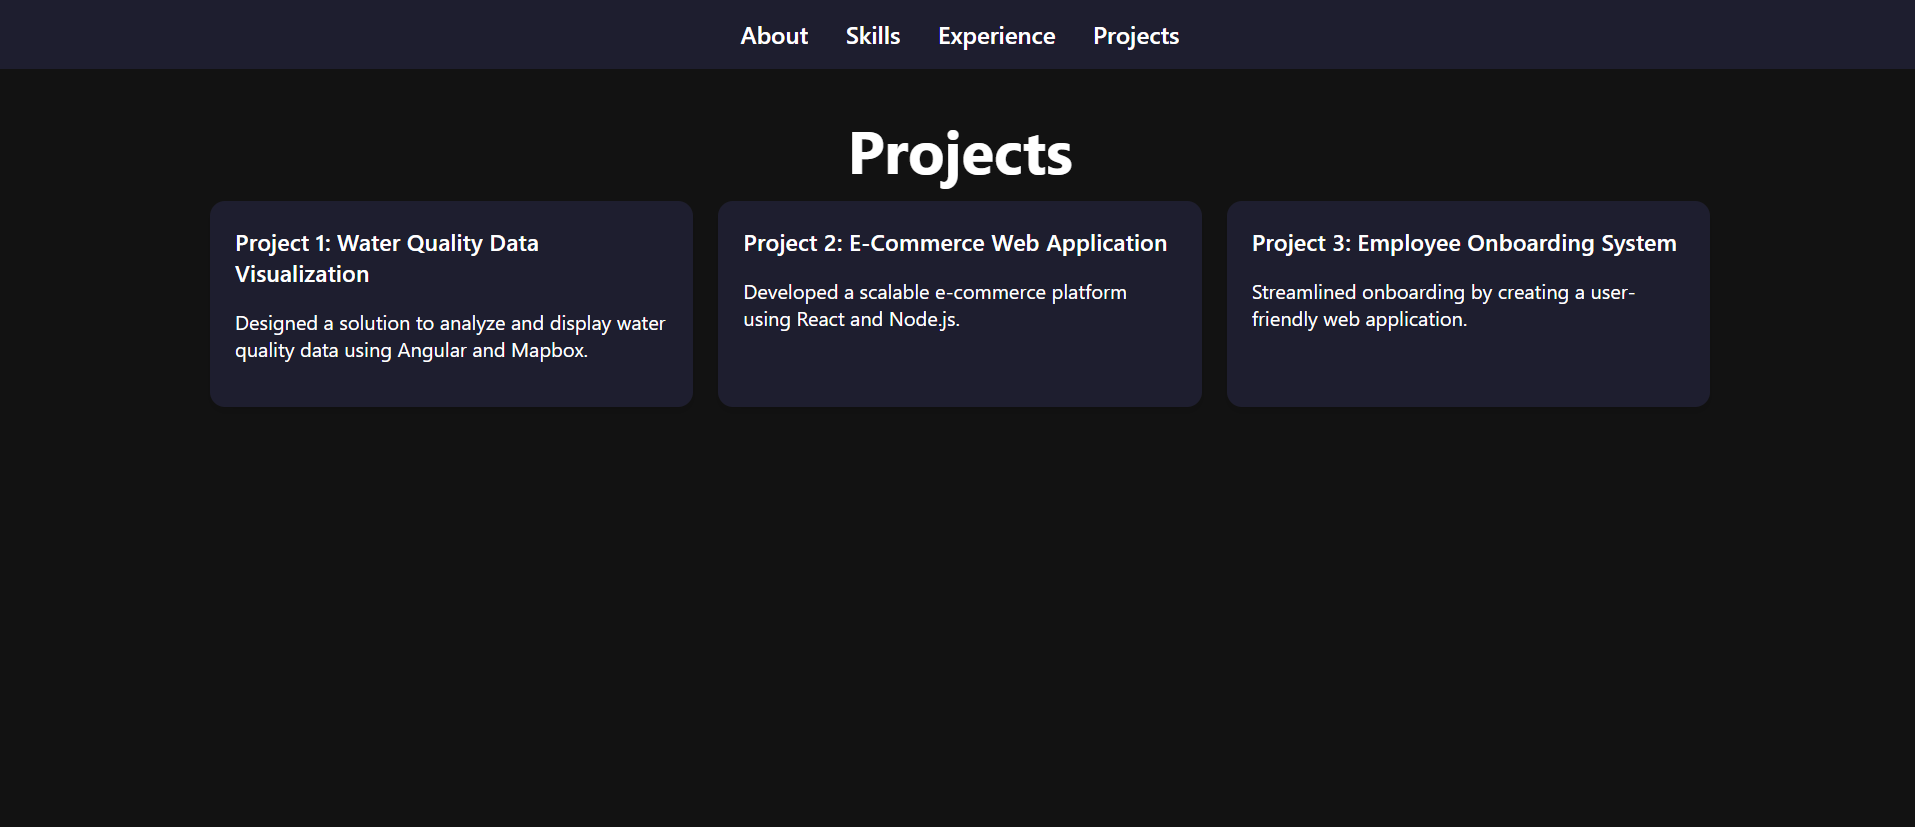 About Skills Experience Projects
Projects
Project 1: Water Quality Data
Visualization
Designed a solution to analyze and display water
quality data using Angular and Mapbox.
Project 2: E-Commerce Web Application
Developed a scalable e-commerce platform
using React and Node.js.
Project 3: Employee Onboarding System
Streamlined onboarding by creating a user-
friendly web application.